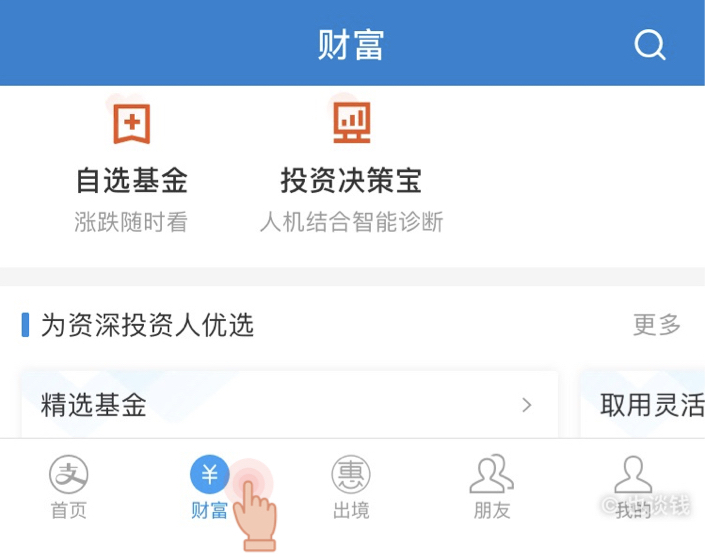 财富
自选基金
投资决策宝
涨跌随时看
人机结合智能诊断
为资深投资人优选
更多
精选基金
取用灵活
支
¥
惠
首页
财富
出境
朋友
我的
谈钱